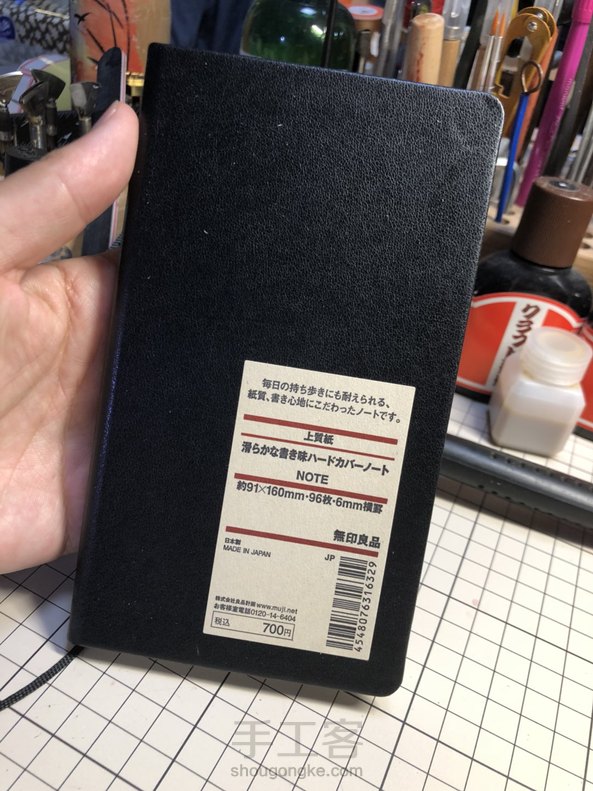 毎日の持ち歩きにも耐えられる、
紙質、書き心地にこだわったノートです。
上質紙
滑らかな書き味ハードカバーノート
NOTE
約91×160mm・96枚・6mm横罫
無印良品
日本製
MADE IN JAPAN
JP
4548076316329
株式会社良品計画 www.muji.net
お客様室電話0120-14-6404
税込 700円
クラフト
手工客
shougongke.com